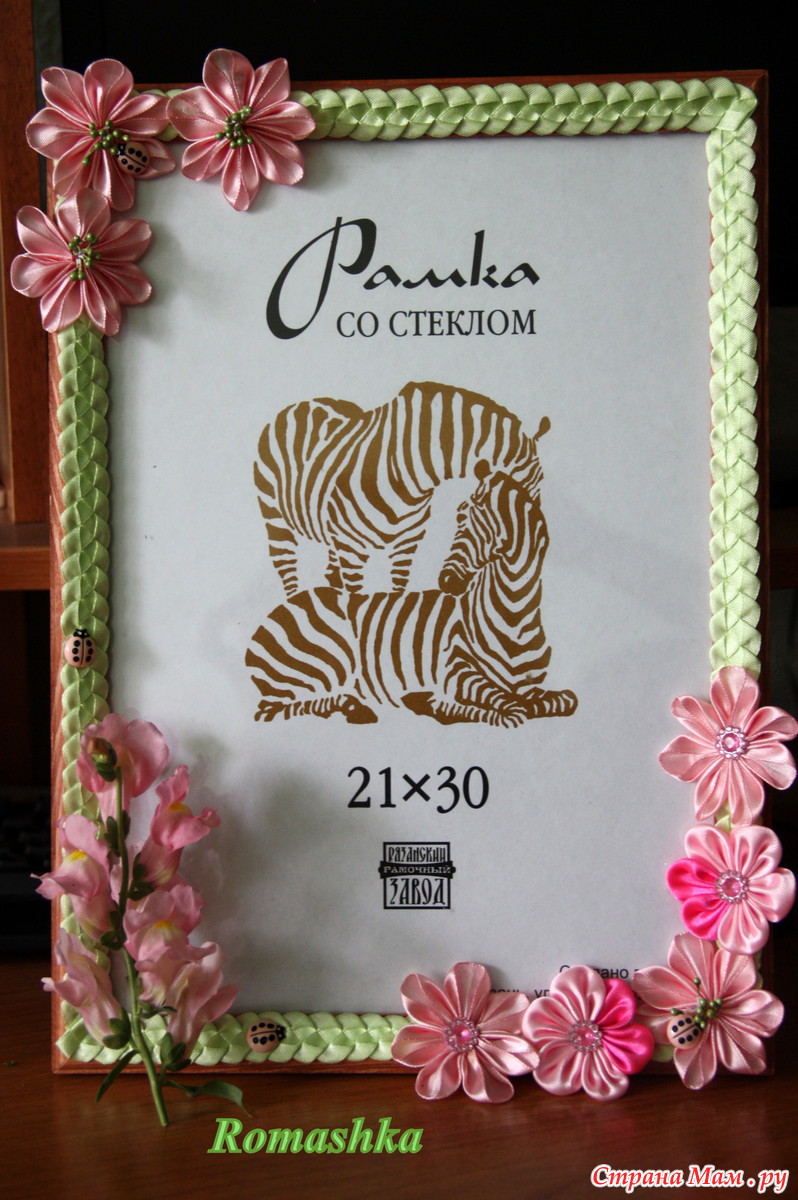 Рамка
СО СТЕКЛОМ
21×30
РЯЗАНСКИЙ
РАМОЧНЫЙ
ЗАВОД
Romashka
Страна Мам.ру